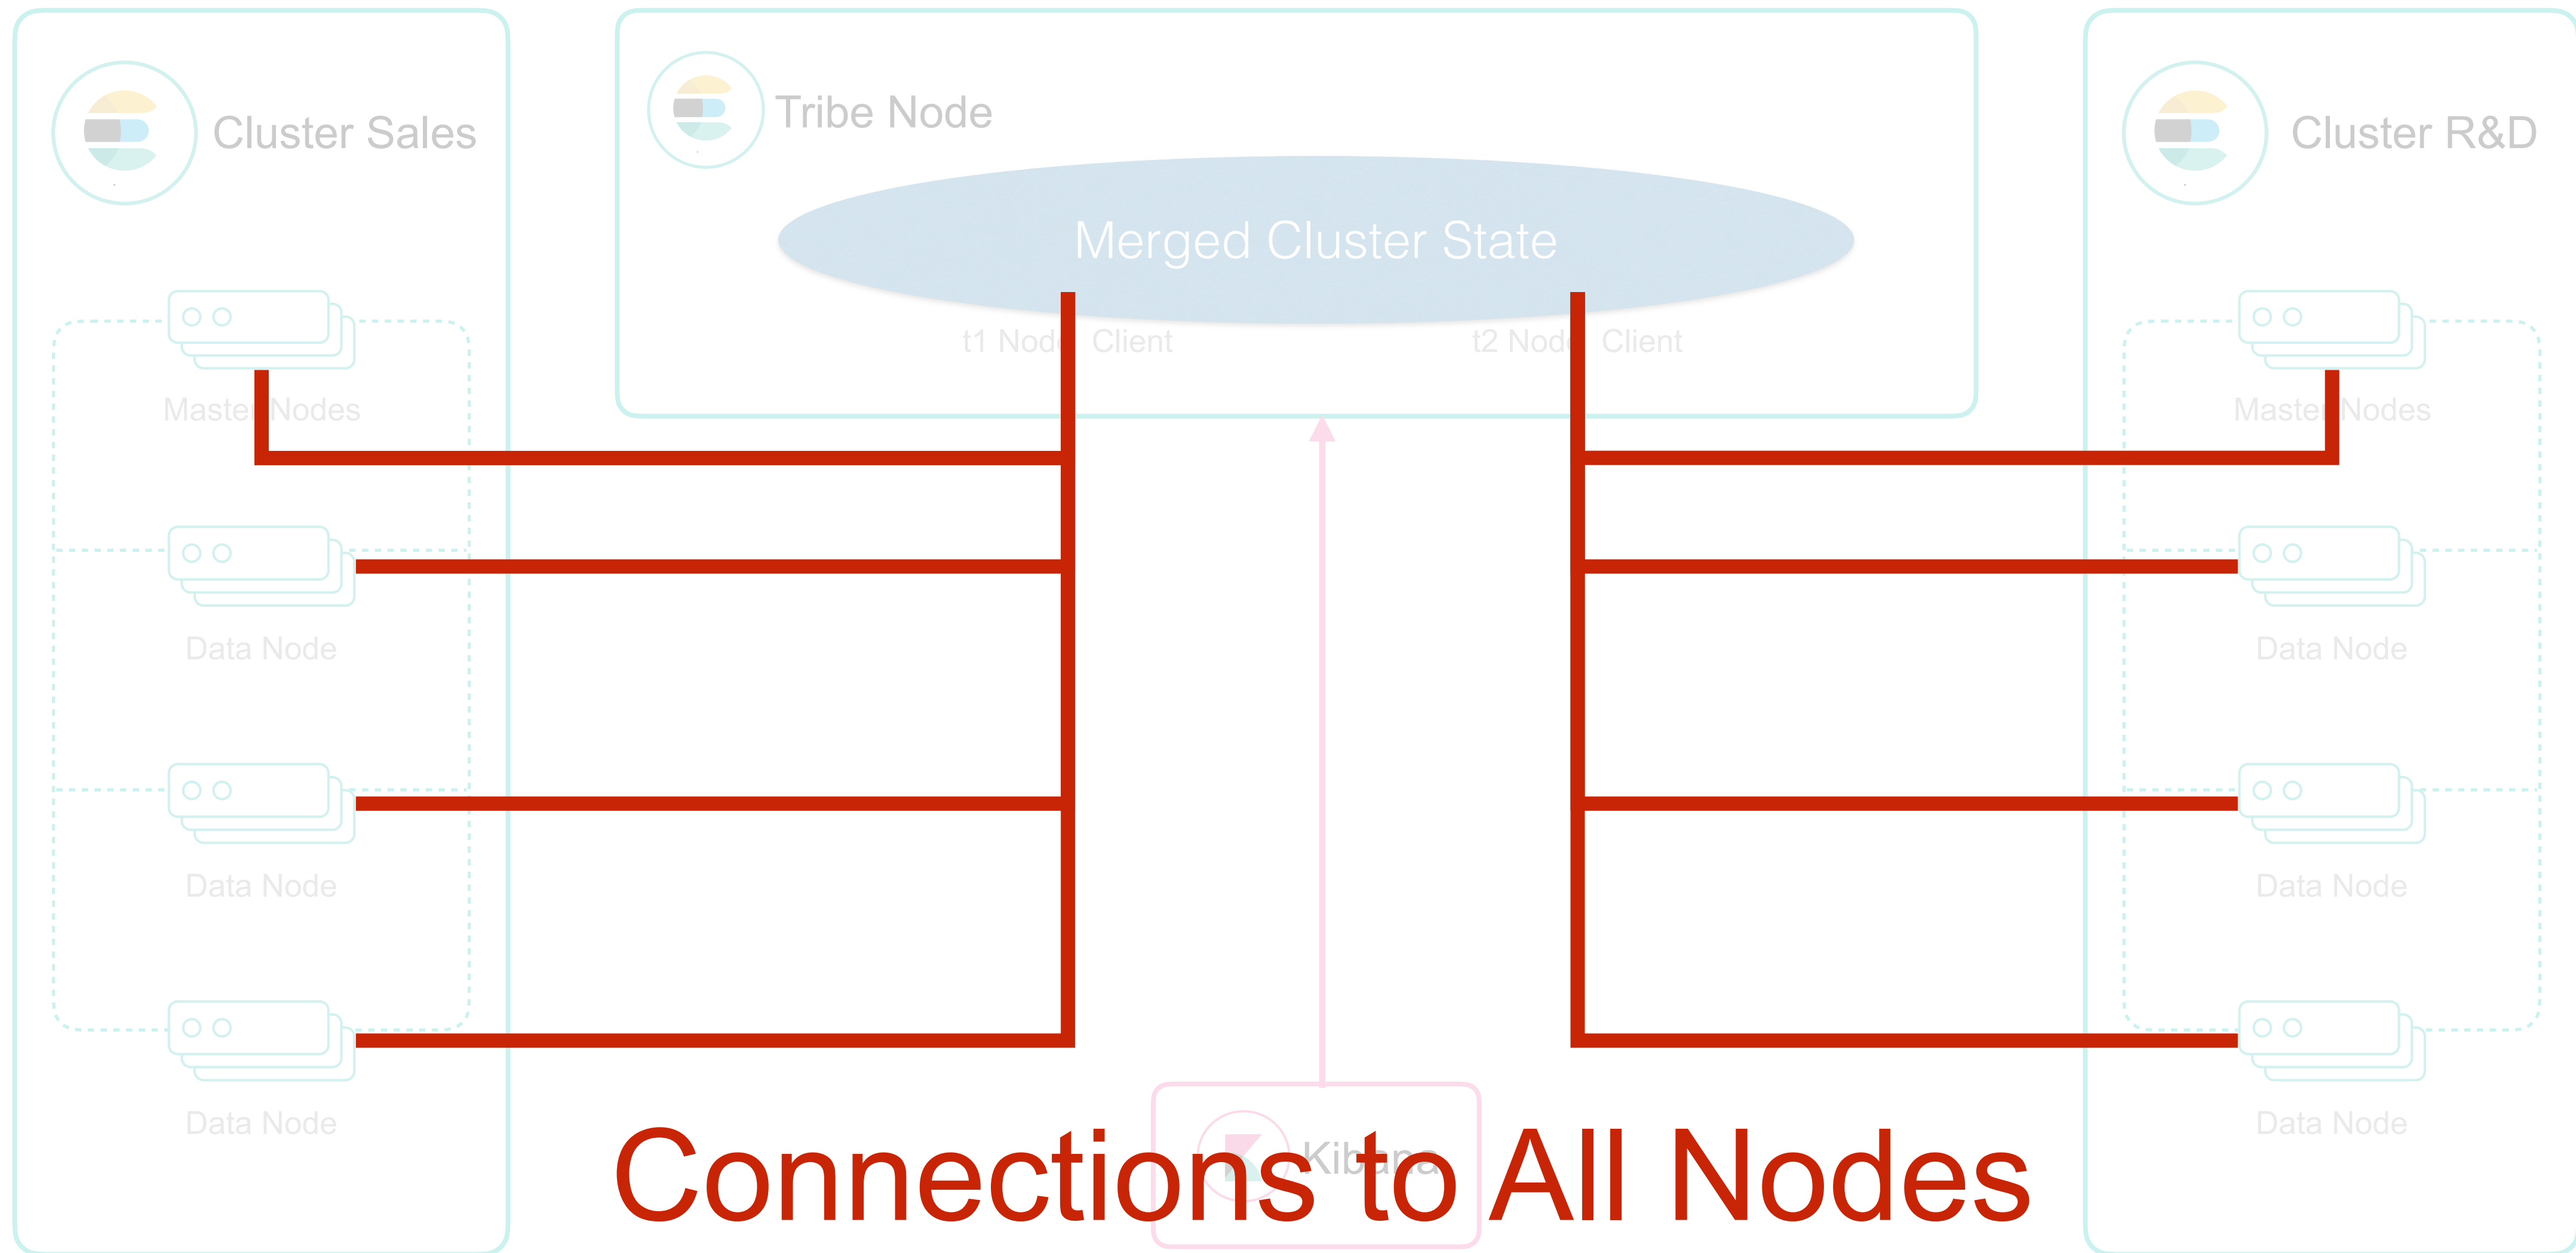 Cluster Sales
Master Nodes
Data Node
Data Node
Data Node
Tribe Node
Merged Cluster State
t1 Node Client
t2 Node Client
Kibana
Connections to All Nodes
Cluster R&D
Master Nodes
Data Node
Data Node
Data Node